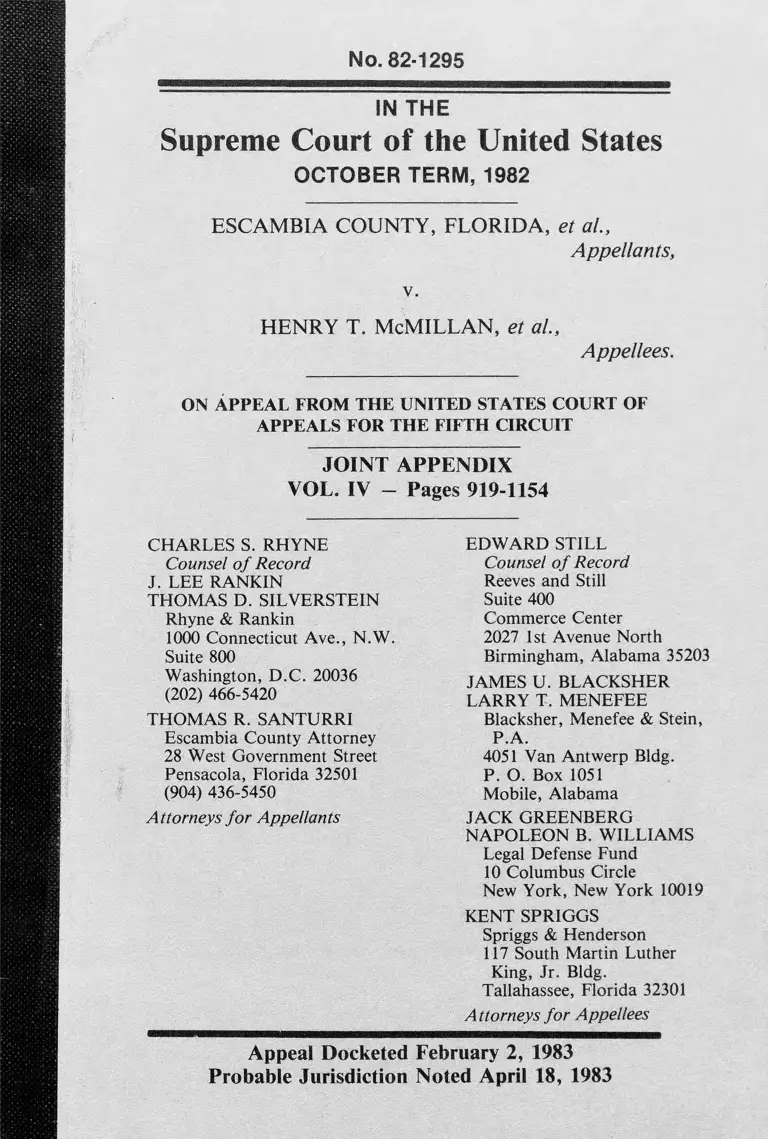 No. 82-1295
IN THE
Supreme Court of the United States
OCTOBER TERM, 1982
ESCAMBIA COUNTY, FLORIDA, et al.,
Appellants,
v.
HENRY T. McMILLAN, et al.,
Appellees.
ON APPEAL FROM THE UNITED STATES COURT OF
APPEALS FOR THE FIFTH CIRCUIT
JOINT APPENDIX
VOL. IV — Pages 919-1154
CHARLES S. RHYNE
Counsel of Record
J. LEE RANKIN
THOMAS D. SILVERSTEIN
Rhyne & Rankin
1000 Connecticut Ave., N.W.
Suite 800
Washington, D.C. 20036
(202) 466-5420
THOMAS R. SANTURRI
Escambia County Attorney
28 West Government Street
Pensacola, Florida 32501
(904) 436-5450
Attorneys for Appellants
EDWARD STILL
Counsel of Record
Reeves and Still
Suite 400
Commerce Center
2027 1st Avenue North
Birmingham, Alabama 35203
JAMES U. BLACKSHER
LARRY T. MENEFEE
Blacksher, Menefee & Stein,
P.A.
4051 Van Antwerp Bldg.
P. O. Box 1051
Mobile, Alabama
JACK GREENBERG
NAPOLEON B. WILLIAMS
Legal Defense Fund
10 Columbus Circle
New York, New York 10019
KENT SPRIGGS
Spriggs & Henderson
117 South Martin Luther
King, Jr. Bldg.
Tallahassee, Florida 32301
Attorneys for Appellees
Appeal Docketed February 2, 1983
Probable Jurisdiction Noted April 18, 1983